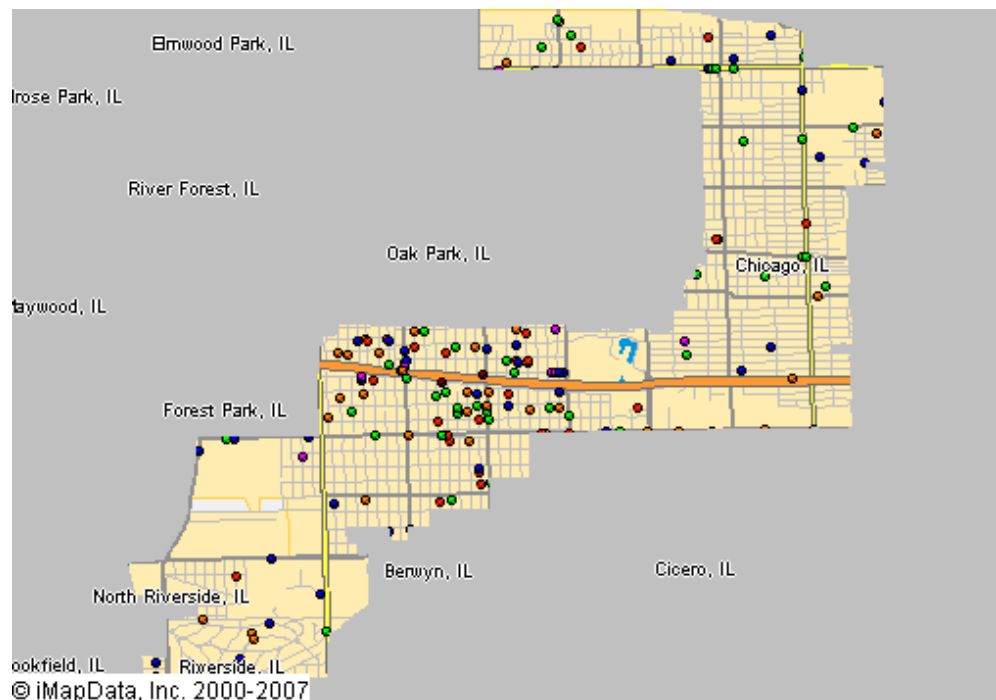 Elmwood Park, IL
lrose Park, IL
River Forest, IL
Oak Park, IL
Chicago, IL
aywood, IL
Forest Park, IL
Berwyn, IL
Cicero, IL
North Riverside, IL
ookfield, IL
Riverside, IL
© iMapData, Inc. 2000-2007